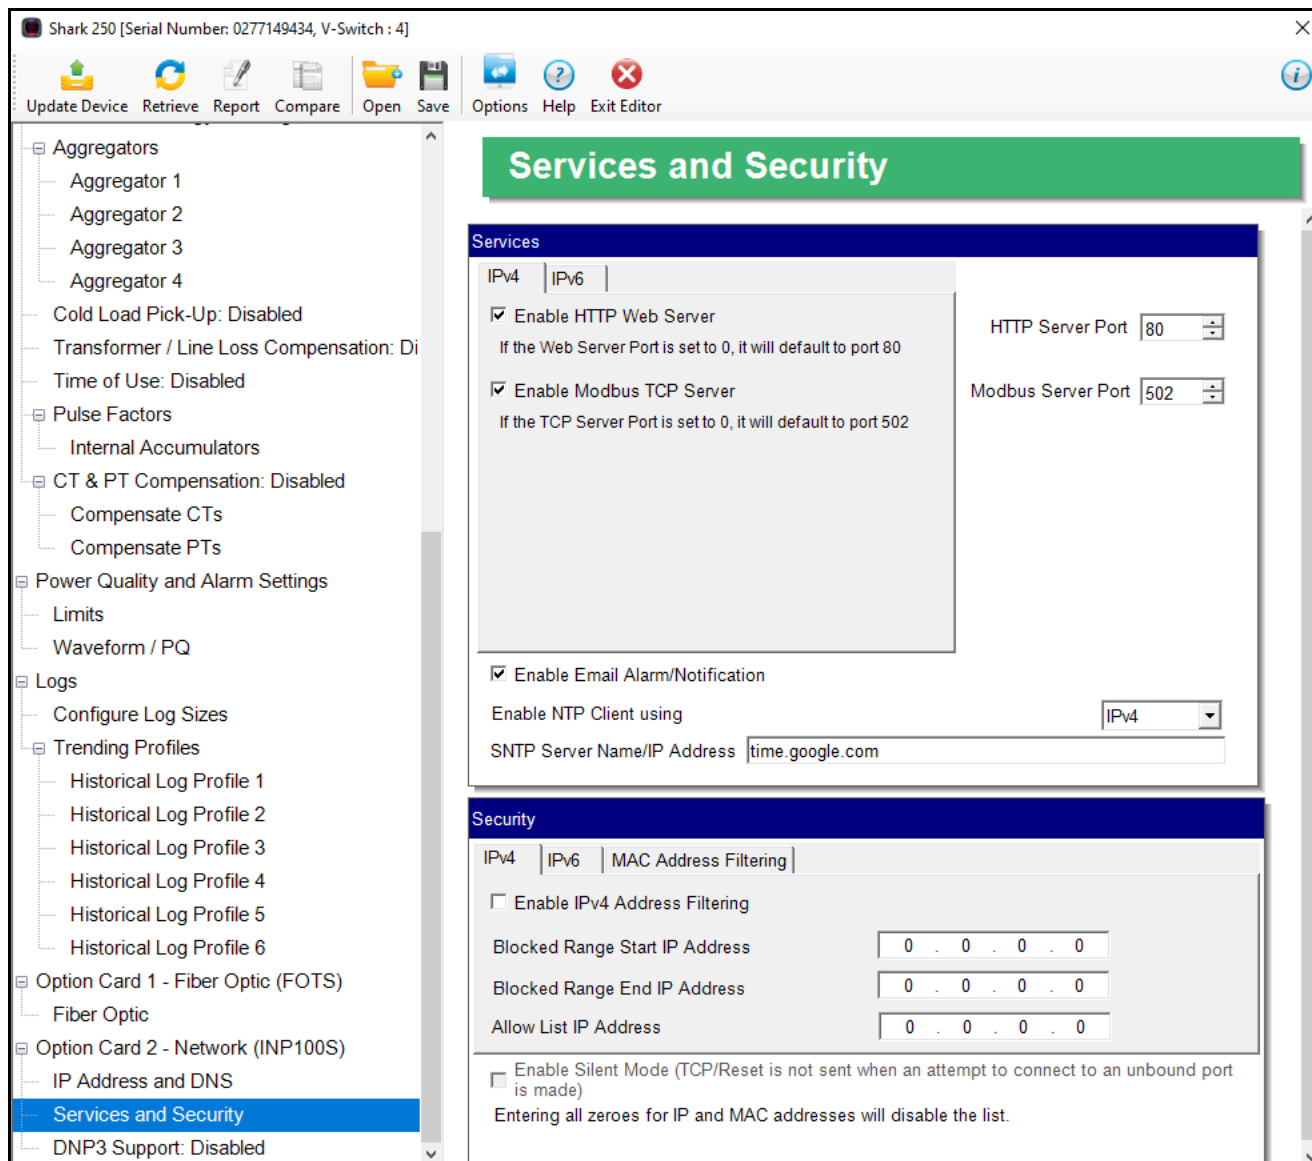 Shark 250 [Serial Number: 0277149434, V-Switch : 4]
Update Device Retrieve Report Compare Open Save Options Help Exit Editor
Aggregators
Aggregator 1
Aggregator 2
Aggregator 3
Aggregator 4
Cold Load Pick-Up: Disabled
Transformer / Line Loss Compensation: Di
Time of Use: Disabled
Pulse Factors
Internal Accumulators
CT & PT Compensation: Disabled
Compensate CTs
Compensate PTs
Power Quality and Alarm Settings
Limits
Waveform / PQ
Logs
Configure Log Sizes
Trending Profiles
Historical Log Profile 1
Historical Log Profile 2
Historical Log Profile 3
Historical Log Profile 4
Historical Log Profile 5
Historical Log Profile 6
Option Card 1 - Fiber Optic (FOTS)
Fiber Optic
Option Card 2 - Network (INP100S)
IP Address and DNS
Services and Security
DNP3 Support: Disabled
Services and Security
Services
IPv4 IPv6
Enable HTTP Web Server
If the Web Server Port is set to 0, it will default to port 80
HTTP Server Port 80
Enable Modbus TCP Server
If the TCP Server Port is set to 0, it will default to port 502
Modbus Server Port 502
Enable Email Alarm/Notification
Enable NTP Client using IPv4
SNTP Server Name/IP Address time.google.com
Security
IPv4 IPv6 MAC Address Filtering
Enable IPv4 Address Filtering
Blocked Range Start IP Address 0 . 0 . 0 . 0
Blocked Range End IP Address 0 . 0 . 0 . 0
Allow List IP Address 0 . 0 . 0 . 0
Enable Silent Mode (TCP/Reset is not sent when an attempt to connect to an unbound port
is made)
Entering all zeroes for IP and MAC addresses will disable the list.